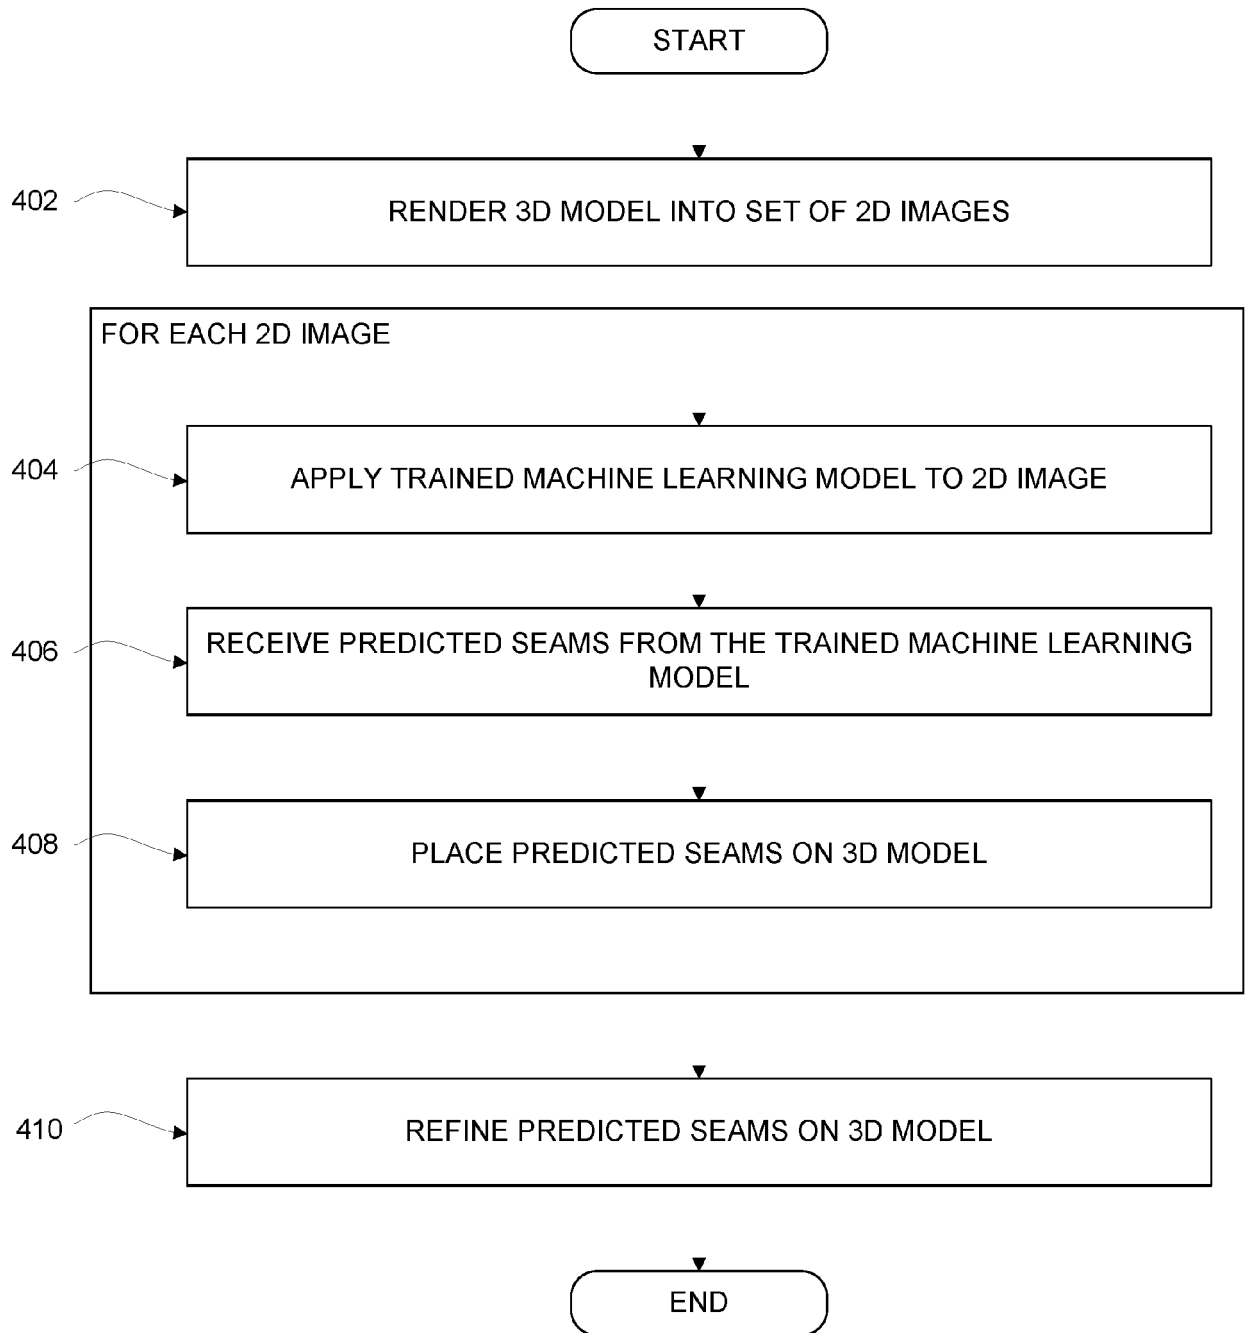 START
402
RENDER 3D MODEL INTO SET OF 2D IMAGES
FOR EACH 2D IMAGE
404
APPLY TRAINED MACHINE LEARNING MODEL TO 2D IMAGE
406
RECEIVE PREDICTED SEAMS FROM THE TRAINED MACHINE LEARNING
MODEL
408
PLACE PREDICTED SEAMS ON 3D MODEL
410
REFINE PREDICTED SEAMS ON 3D MODEL
END